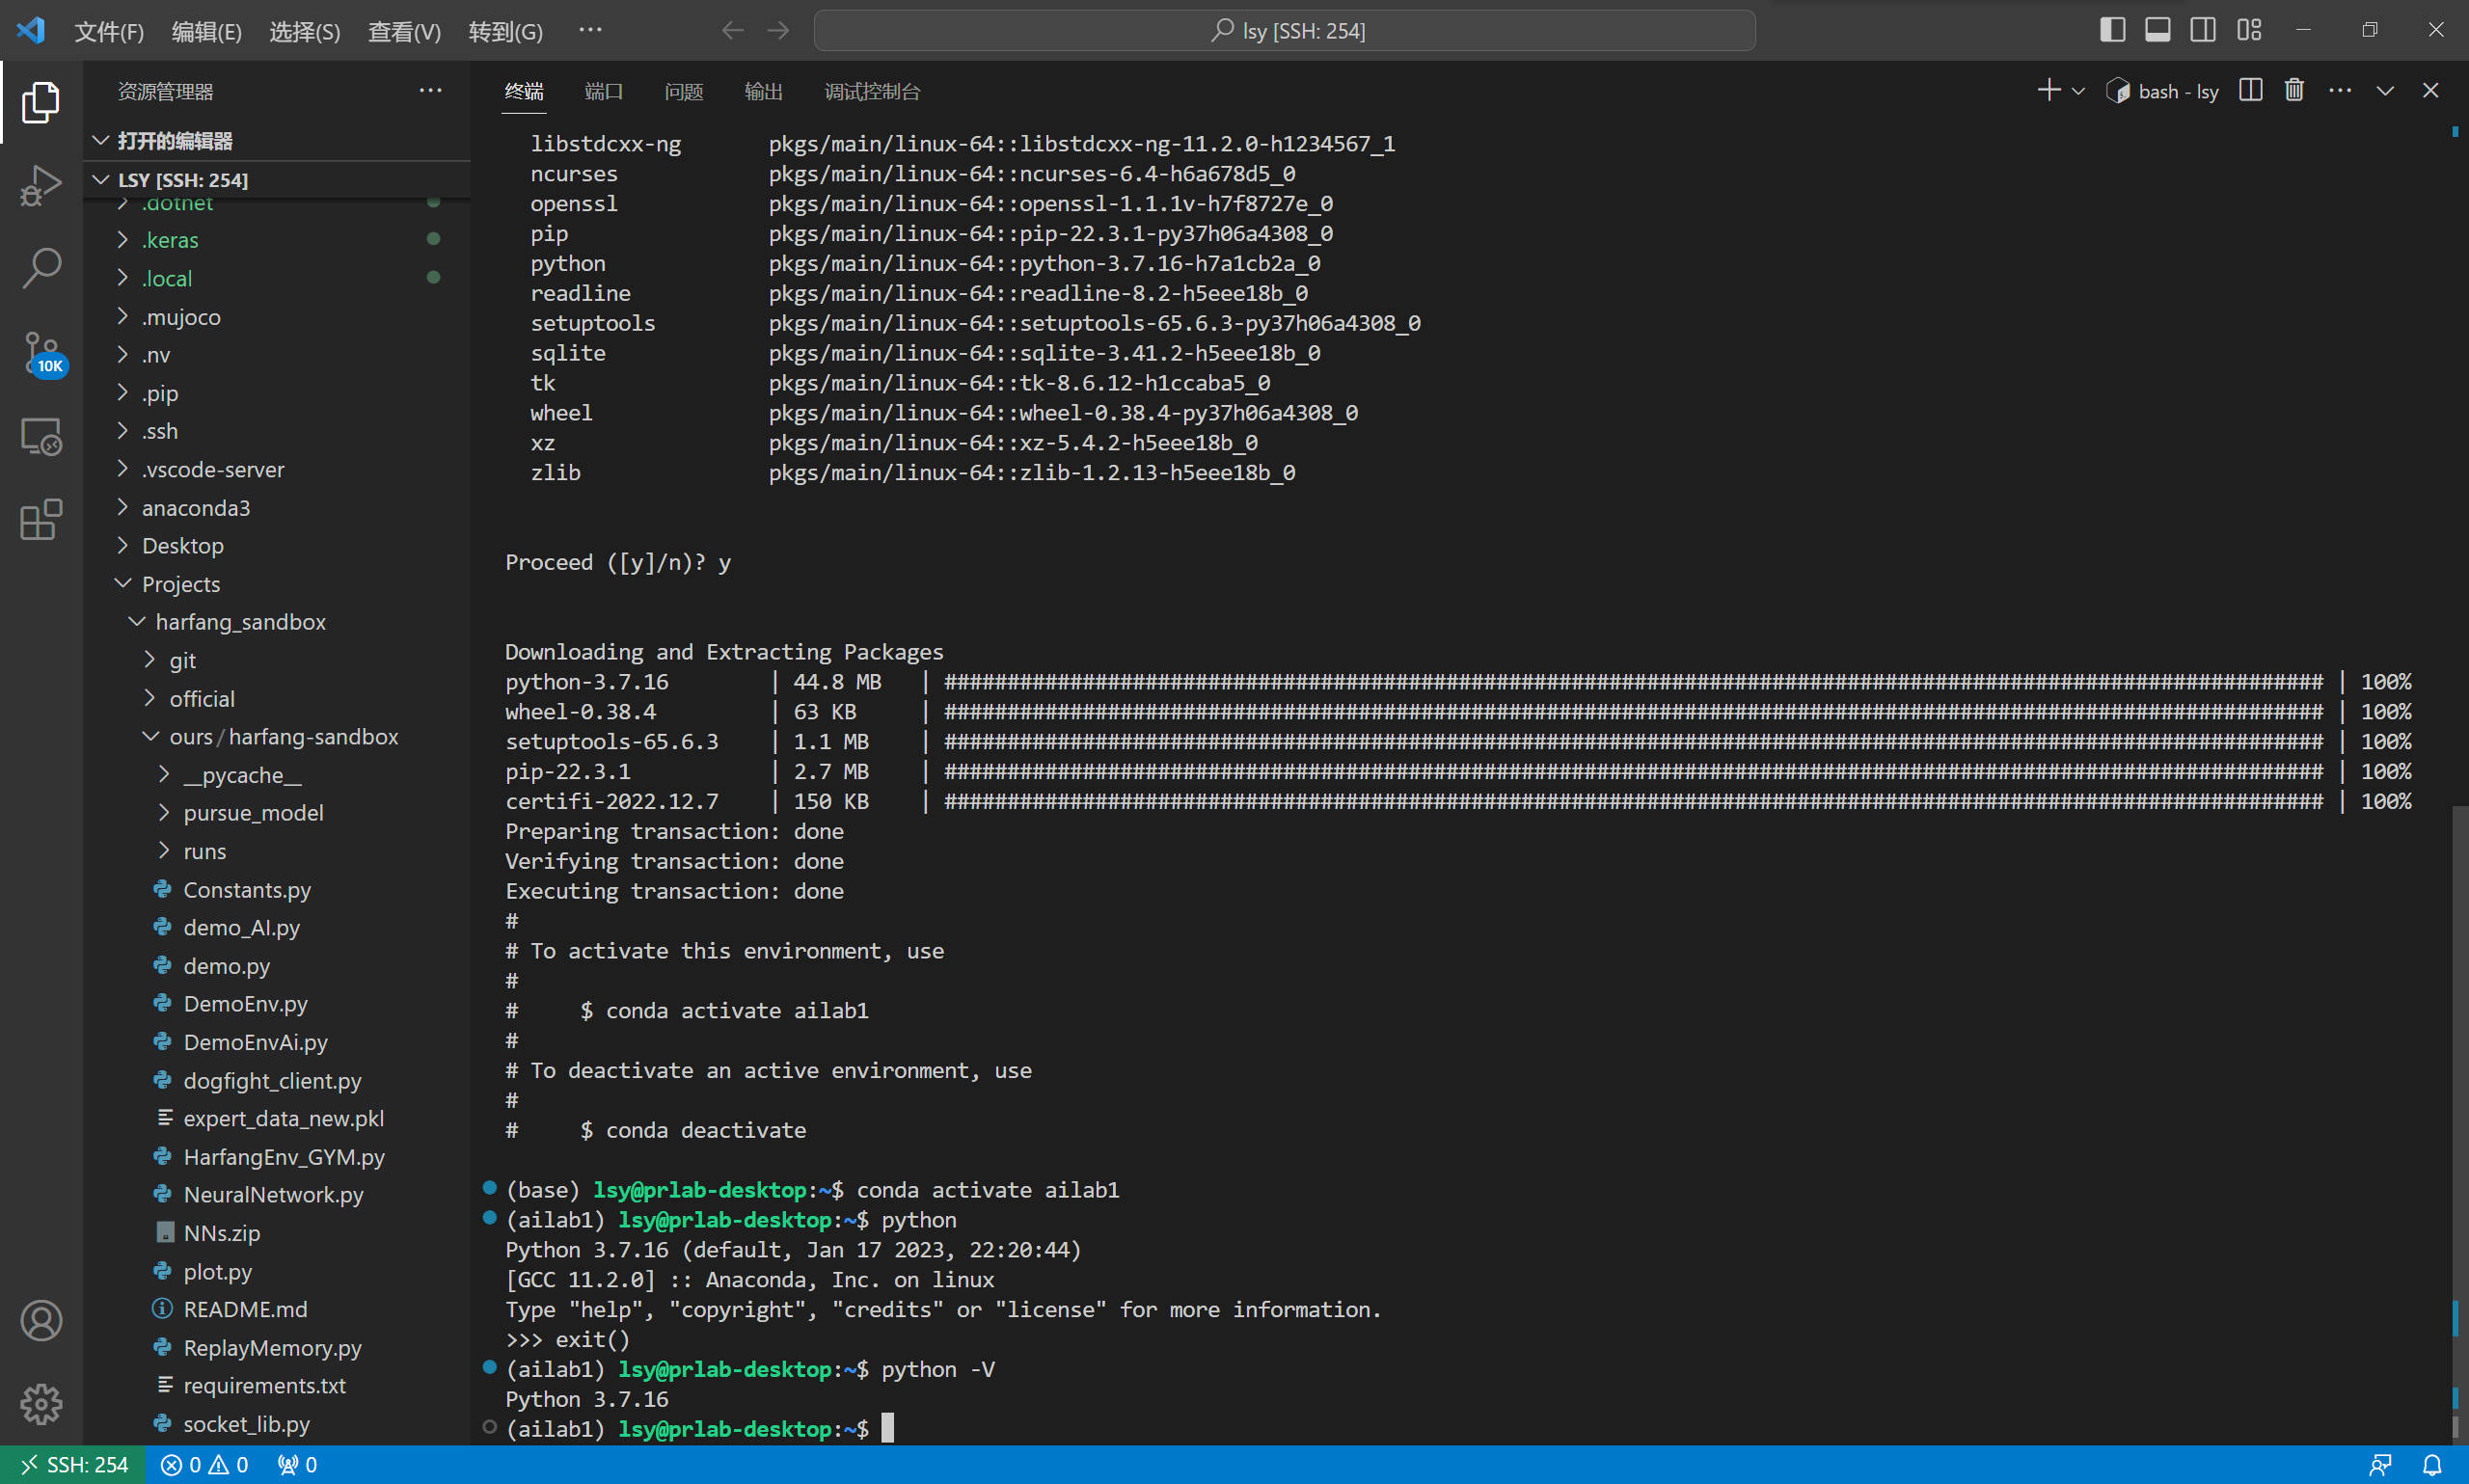 文件(F) 编辑(E) 选择(S) 查看(V) 转到(G) ··· lsy [SSH: 254]
资源管理器 ···
打开的编辑器
LSY [SSH: 254]
.dotnet
.keras
.local
.mujoco
.nv
.pip
.ssh
.vscode-server
anaconda3
Desktop
Projects
harfang_sandbox
git
official
ours/harfang-sandbox
__pycache__
pursue_model
runs
Constants.py
demo_AI.py
demo.py
DemoEnv.py
DemoEnvAi.py
dogfight_client.py
expert_data_new.pkl
HarfangEnv_GYM.py
NeuralNetwork.py
NNs.zip
plot.py
README.md
ReplayMemory.py
requirements.txt
socket_lib.py
10K
终端 端口 问题 输出 调试控制台 bash - lsy ···
libstdcxx-ng pkgs/main/linux-64::libstdcxx-ng-11.2.0-h1234567_1
ncurses pkgs/main/linux-64::ncurses-6.4-h6a678d5_0
openssl pkgs/main/linux-64::openssl-1.1.1v-h7f8727e_0
pip pkgs/main/linux-64::pip-22.3.1-py37h06a4308_0
python pkgs/main/linux-64::python-3.7.16-h7a1cb2a_0
readline pkgs/main/linux-64::readline-8.2-h5eee18b_0
setuptools pkgs/main/linux-64::setuptools-65.6.3-py37h06a4308_0
sqlite pkgs/main/linux-64::sqlite-3.41.2-h5eee18b_0
tk pkgs/main/linux-64::tk-8.6.12-h1ccaba5_0
wheel pkgs/main/linux-64::wheel-0.38.4-py37h06a4308_0
xz pkgs/main/linux-64::xz-5.4.2-h5eee18b_0
zlib pkgs/main/linux-64::zlib-1.2.13-h5eee18b_0
Proceed ([y]/n)? y
Downloading and Extracting Packages
python-3.7.16 | 44.8 MB | ############################################################################################################## | 100%
wheel-0.38.4 | 63 KB | ############################################################################################################## | 100%
setuptools-65.6.3 | 1.1 MB | ############################################################################################################## | 100%
pip-22.3.1 | 2.7 MB | ############################################################################################################## | 100%
certifi-2022.12.7 | 150 KB | ############################################################################################################## | 100%
Preparing transaction: done
Verifying transaction: done
Executing transaction: done
#
# To activate this environment, use
#
# $ conda activate ailab1
#
# To deactivate an active environment, use
#
# $ conda deactivate
(base) lsy@prlab-desktop:~$ conda activate ailab1
(ailab1) lsy@prlab-desktop:~$ python
Python 3.7.16 (default, Jan 17 2023, 22:20:44)
[GCC 11.2.0] :: Anaconda, Inc. on linux
Type "help", "copyright", "credits" or "license" for more information.
>>> exit()
(ailab1) lsy@prlab-desktop:~$ python -V
Python 3.7.16
(ailab1) lsy@prlab-desktop:~$
SSH: 254 0 0 0